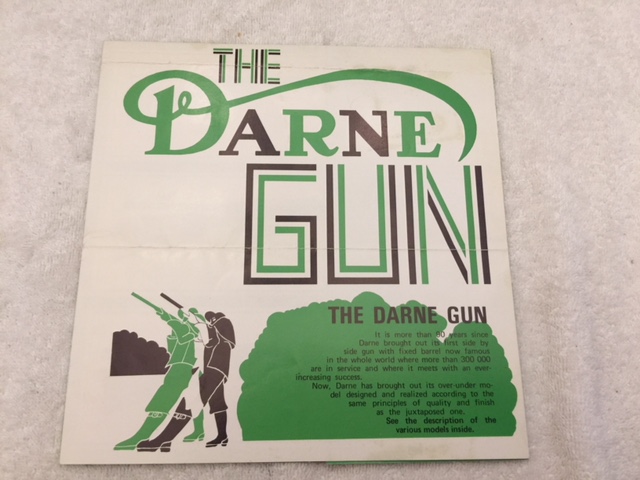 THE
DARNE
GUN
THE DARNE GUN
It it is more than 90 years since
Darne brought out its first side by
side gun with fixed barrel now famous
in the whole world where more than 300 000
are in service and where it meets with an ever-
increasing success.
Now, Darne has brought out its over-under mo-
del designed and realized according to the
same principles of quality and finish
as the juxtaposed one.
See the description of the
various models inside.